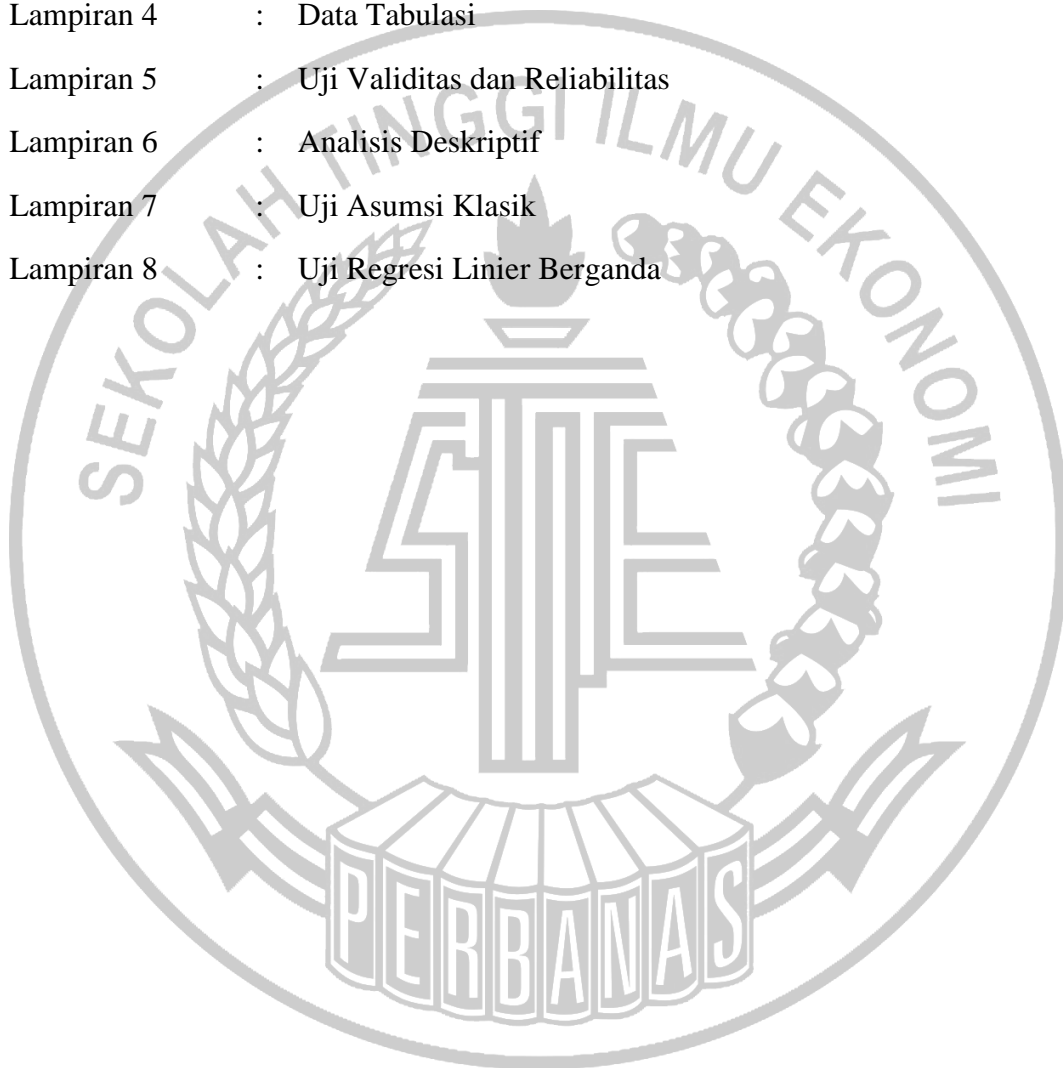 Lampiran 4 : Data Tabulasi
Lampiran 5 : Uji Validitas dan Reliabilitas
Lampiran 6 : Analisis Deskriptif
Lampiran 7 : Uji Asumsi Klasik
Lampiran 8 : Uji Regresi Linier Berganda
SEKOLAH TINGGI ILMU EKONOMI
STIE
PERBANAS